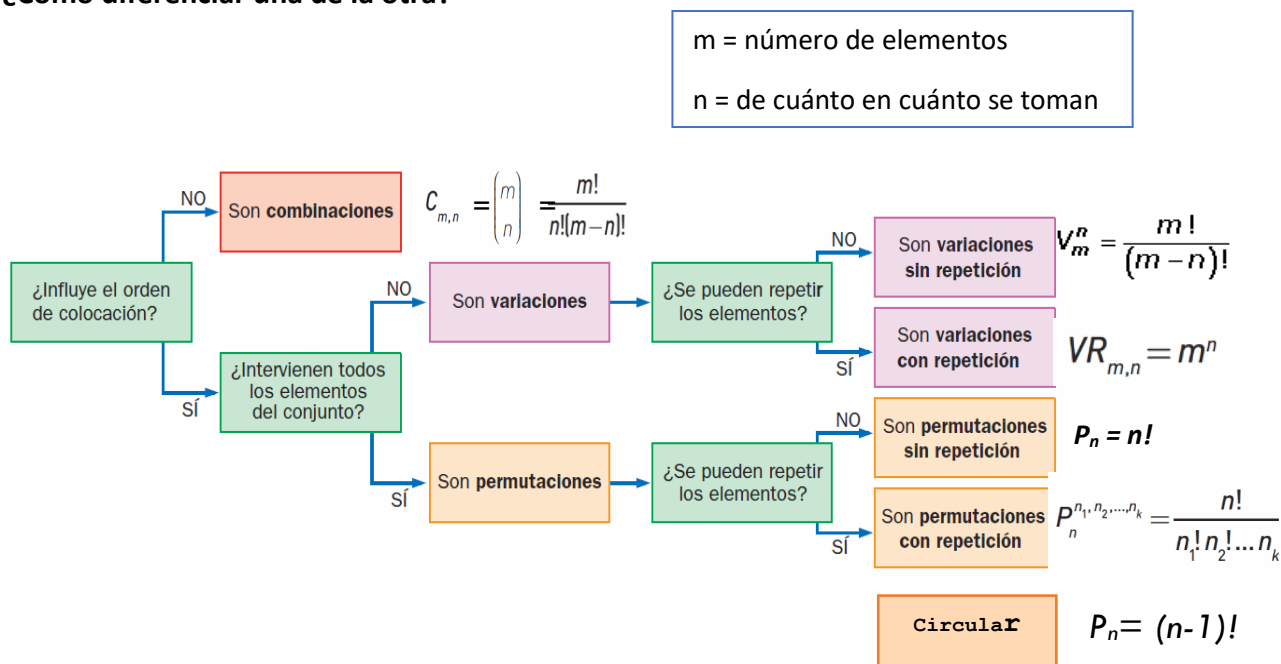 ¿Cómo diferenciar una de la otra?
m = número de elementos
n = de cuánto en cuánto se toman
NO
Son combinaciones
C_{m,n} = \binom{m}{n} = \frac{m!}{n!(m-n)!}
¿Influye el orden
de colocación?
SÍ
¿Intervienen todos
los elementos
del conjunto?
NO
Son variaciones
¿Se pueden repetir
los elementos?
NO
Son variaciones
sin repetición
V_m^n = \frac{m!}{(m-n)!}
SÍ
Son variaciones
con repetición
VR_{m,n} = m^n
SÍ
Son permutaciones
¿Se pueden repetir
los elementos?
NO
Son permutaciones
sin repetición
P_n = n!
SÍ
Son permutaciones
con repetición
P_n^{n_1, n_2, ..., n_k} = \frac{n!}{n_1! n_2! ... n_k}
Circular
P_n = (n-1)!